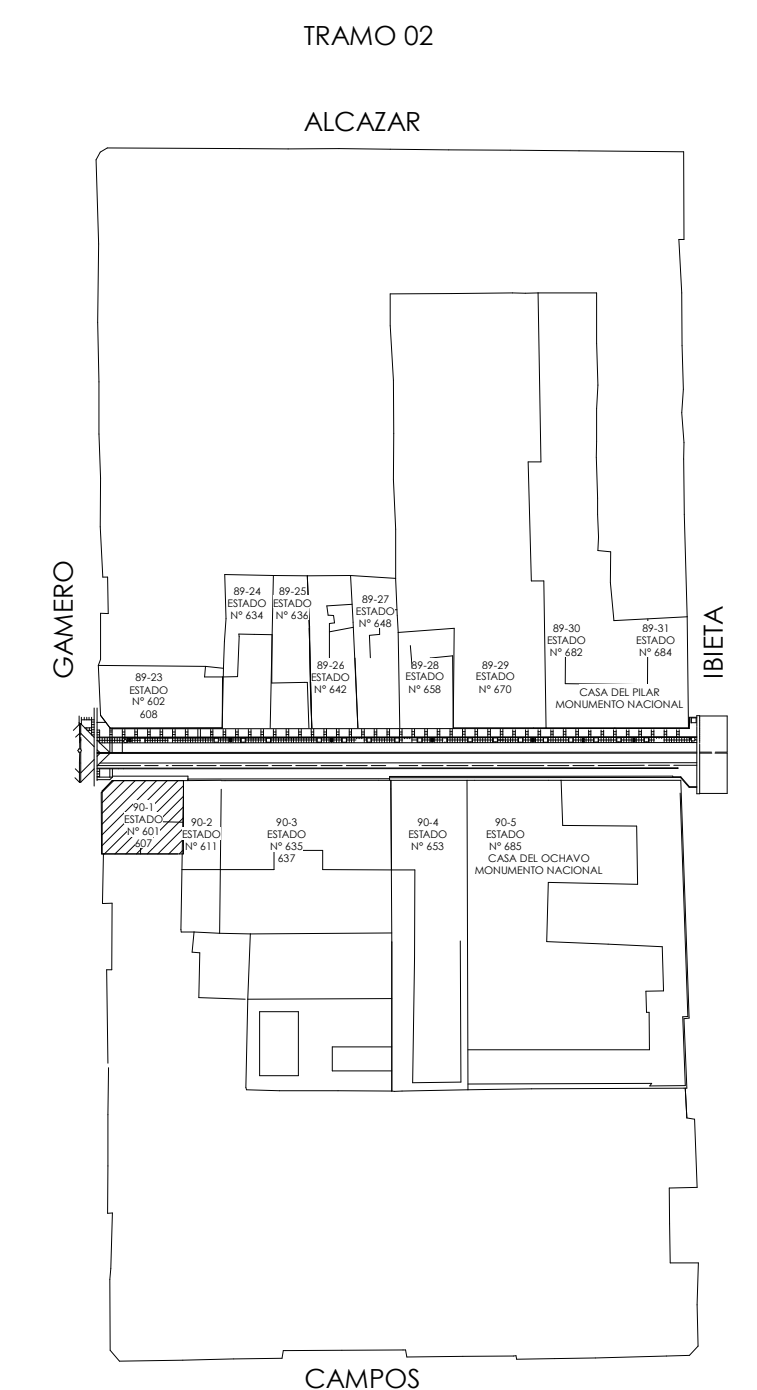 TRAMO 02
ALCAZAR
GAMERO
IBIETA
89-23
ESTADO
N° 602
608
89-24
ESTADO
N° 634
89-25
ESTADO
N° 636
89-26
ESTADO
N° 642
89-27
ESTADO
N° 648
89-28
ESTADO
N° 658
89-29
ESTADO
N° 670
89-30
ESTADO
N° 682
89-31
ESTADO
N° 684
CASA DEL PILAR
MONUMENTO NACIONAL
90-1
ESTADO
N° 601
607
90-2
ESTADO
N° 611
90-3
ESTADO
N° 635
637
90-4
ESTADO
N° 653
90-5
ESTADO
N° 685
CASA DEL OCHAVO
MONUMENTO NACIONAL
CAMPOS